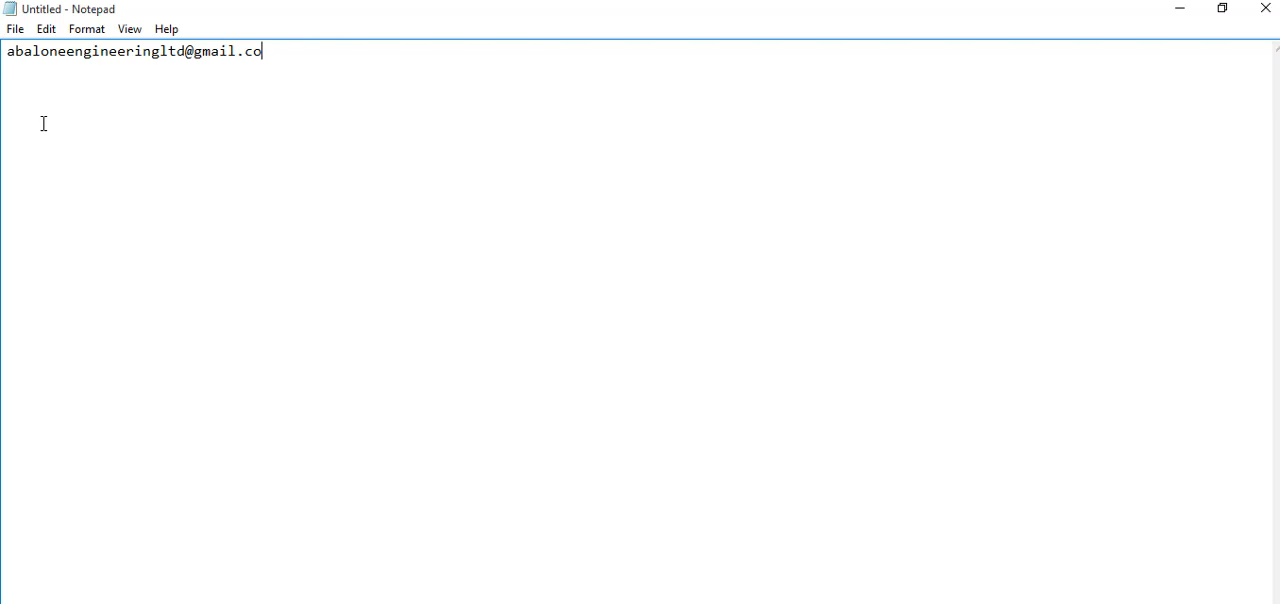 Untitled - Notepad
File Edit Format View Help
abaloneengineeringltd@gmail.co